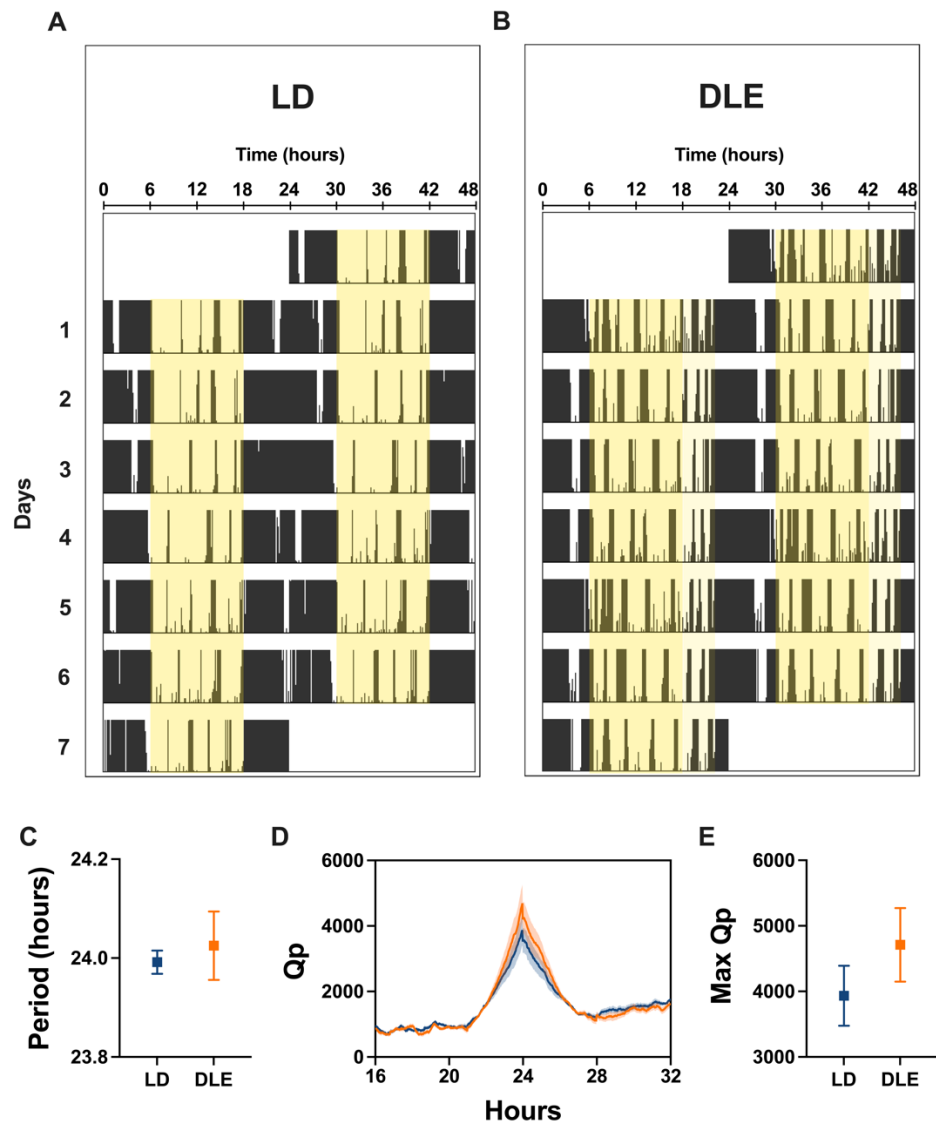 A
LD
Time (hours)
0 6 12 18 24 30 36 42 48
Days
1
2
3
4
5
6
7
B
DLE
Time (hours)
0 6 12 18 24 30 36 42 48
C
Period (hours)
24.2
24.0
23.8
LD DLE
D
Qp
6000
4000
2000
0
16 20 24 28 32
Hours
E
Max Qp
6000
5000
4000
3000
LD DLE